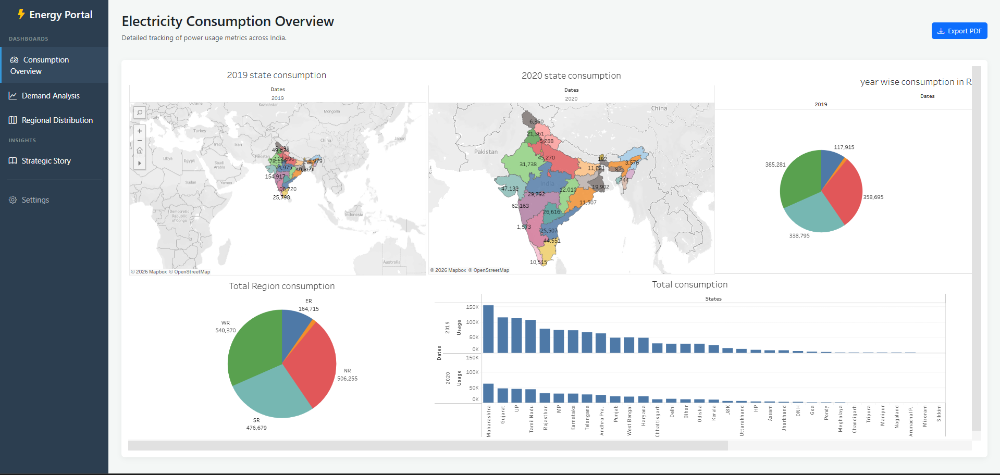 Energy Portal
DASHBOARDS
Consumption
Overview
Demand Analysis
Regional Distribution
INSIGHTS
Strategic Story
Settings
Electricity Consumption Overview
Detailed tracking of power usage metrics across India.
Export PDF
2019 state consumption
Dates
2019
Ukraine
Kazakhstan
Mongolia
Italy
Turkey
Iraq
Iran
China
Japan
Pakistan
Libya
Egypt
Saudi
Arabia
Sudan
Yemen
Democratic
Republic
of Congo
Indonesia
Australia
74,975
8,979
49,869
154,917
106,720
25,798
© 2026 Mapbox © OpenStreetMap
2020 state consumption
Dates
2020
China
Pakistan
India
6,350
21,361
5,288
45,270
31,738
182
3,576
11,821
821
244
47,132
29,792
12,010
19,902
62,163
26,616
11,507
1,573
25,507
44,551
10,515
© 2026 Mapbox © OpenStreetMap
year wise consumption in R
Dates
2019
117,915
385,281
358,695
338,795
Total Region consumption
ER
164,715
WR
540,370
NR
506,255
SR
476,679
Total consumption
States
Dates
2019
Usage
150K
100K
50K
0K
2020
Usage
150K
100K
50K
0K
Maharashtra
Gujarat
UP
Tamil Nadu
Rajasthan
MP
Karnataka
Telangana
Andhra Pra..
Punjab
West Bengal
Haryana
Chhattisgarh
Delhi
Bihar
Odisha
Kerala
J&K
Uttarakhand
HP
Assam
Jharkhand
DNH
Goa
Pondy
Meghalaya
Chandigarh
Tripura
Manipur
Nagaland
Arunachal P..
Mizoram
Sikkim